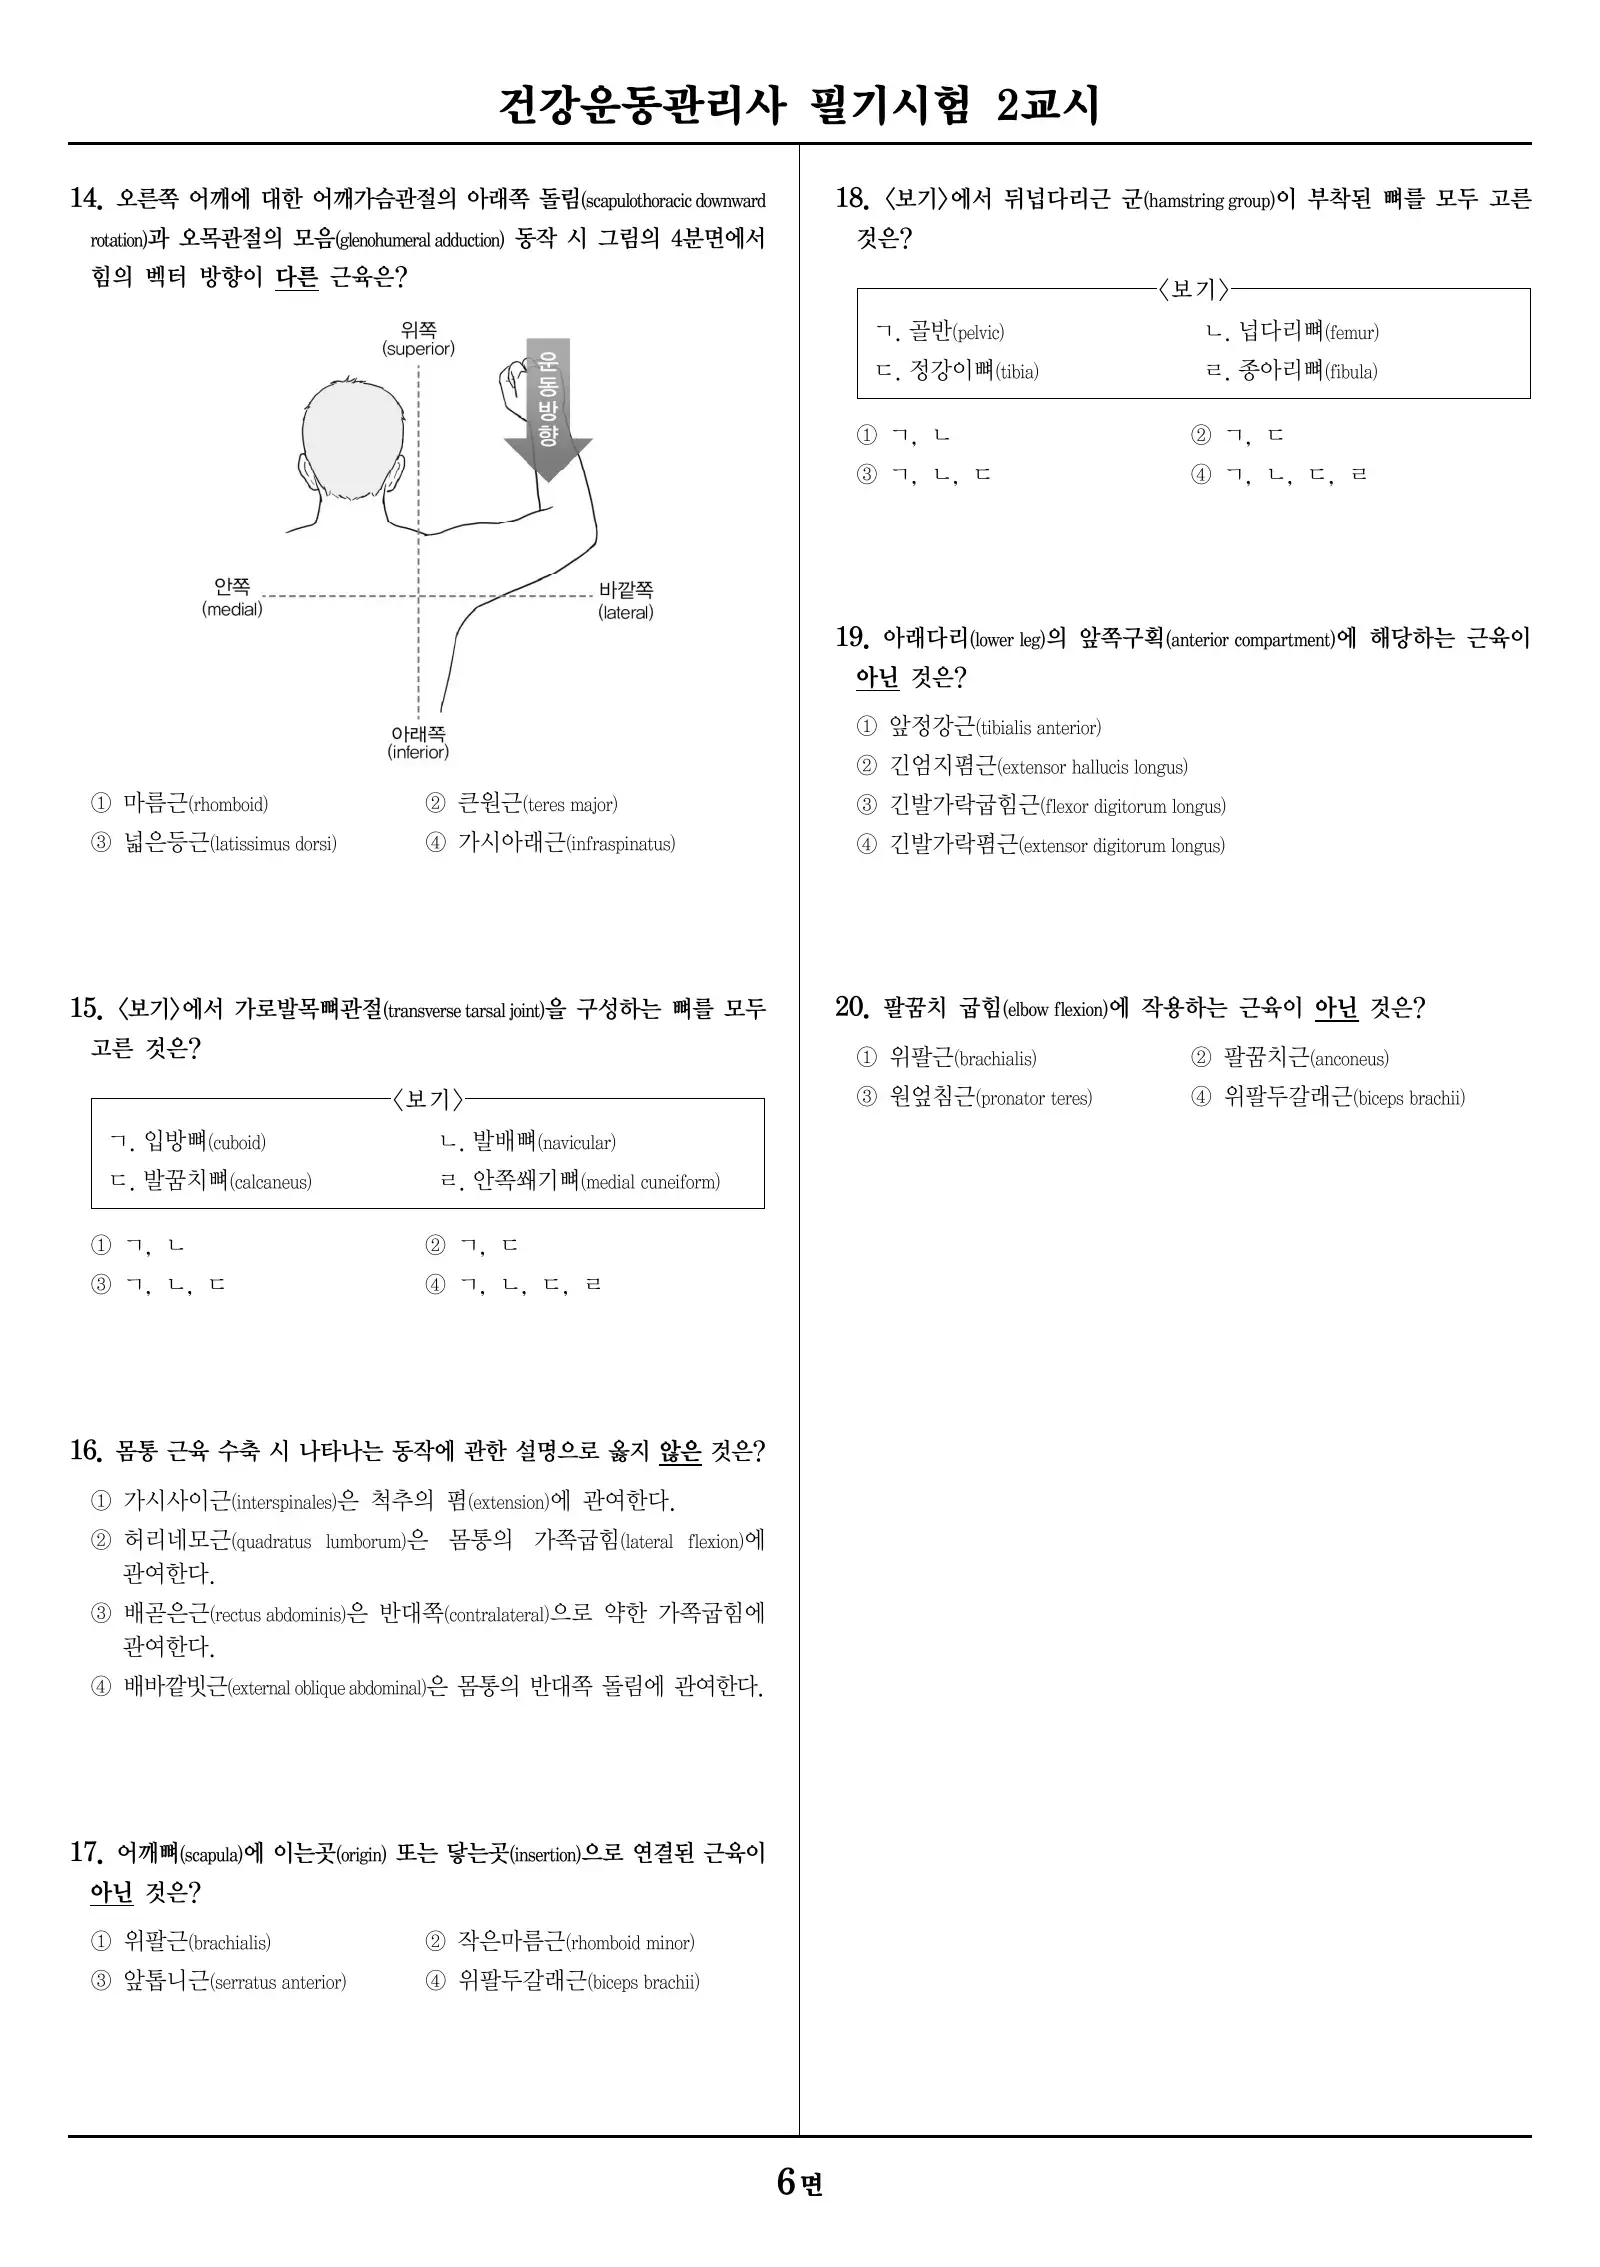 건강운동관리사 필기시험 2교시
14. 오른쪽 어깨에 대한 어깨가슴관절의 아래쪽 돌림(scapulothoracic downward
rotation)과 오목관절의 모음(glenohumeral adduction) 동작 시 그림의 4분면에서
힘의 벡터 방향이 다른 근육은?
위쪽
(superior)
운동방향
안쪽
(medial)
바깥쪽
(lateral)
아래쪽
(inferior)
① 마름근(rhomboid) ② 큰원근(teres major)
③ 넓은등근(latissimus dorsi) ④ 가시아래근(infraspinatus)
15. 〈보기〉에서 가로발목뼈관절(transverse tarsal joint)을 구성하는 뼈를 모두
고른 것은?
〈보기〉
ㄱ. 입방뼈(cuboid) ㄴ. 발배뼈(navicular)
ㄷ. 발꿈치뼈(calcaneus) ㄹ. 안쪽쐐기뼈(medial cuneiform)
① ㄱ, ㄴ ② ㄱ, ㄷ
③ ㄱ, ㄴ, ㄷ ④ ㄱ, ㄴ, ㄷ, ㄹ
16. 몸통 근육 수축 시 나타나는 동작에 관한 설명으로 옳지 않은 것은?
① 가시사이근(interspinales)은 척추의 폄(extension)에 관여한다.
② 허리네모근(quadratus lumborum)은 몸통의 가쪽굽힘(lateral flexion)에
관여한다.
③ 배곧은근(rectus abdominis)은 반대쪽(contralateral)으로 약한 가쪽굽힘에
관여한다.
④ 배바깥빗근(external oblique abdominal)은 몸통의 반대쪽 돌림에 관여한다.
17. 어깨뼈(scapula)에 이는곳(origin) 또는 닿는곳(insertion)으로 연결된 근육이
아닌 것은?
① 위팔근(brachialis) ② 작은마름근(rhomboid minor)
③ 앞톱니근(serratus anterior) ④ 위팔두갈래근(biceps brachii)
18. 〈보기〉에서 뒤넙다리근 군(hamstring group)이 부착된 뼈를 모두 고른
것은?
〈보기〉
ㄱ. 골반(pelvic) ㄴ. 넙다리뼈(femur)
ㄷ. 정강이뼈(tibia) ㄹ. 종아리뼈(fibula)
① ㄱ, ㄴ ② ㄱ, ㄷ
③ ㄱ, ㄴ, ㄷ ④ ㄱ, ㄴ, ㄷ, ㄹ
19. 아래다리(lower leg)의 앞쪽구획(anterior compartment)에 해당하는 근육이
아닌 것은?
① 앞정강근(tibialis anterior)
② 긴엄지폄근(extensor hallucis longus)
③ 긴발가락굽힘근(flexor digitorum longus)
④ 긴발가락폄근(extensor digitorum longus)
20. 팔꿈치 굽힘(elbow flexion)에 작용하는 근육이 아닌 것은?
① 위팔근(brachialis) ② 팔꿈치근(anconeus)
③ 원엎침근(pronator teres) ④ 위팔두갈래근(biceps brachii)
6면